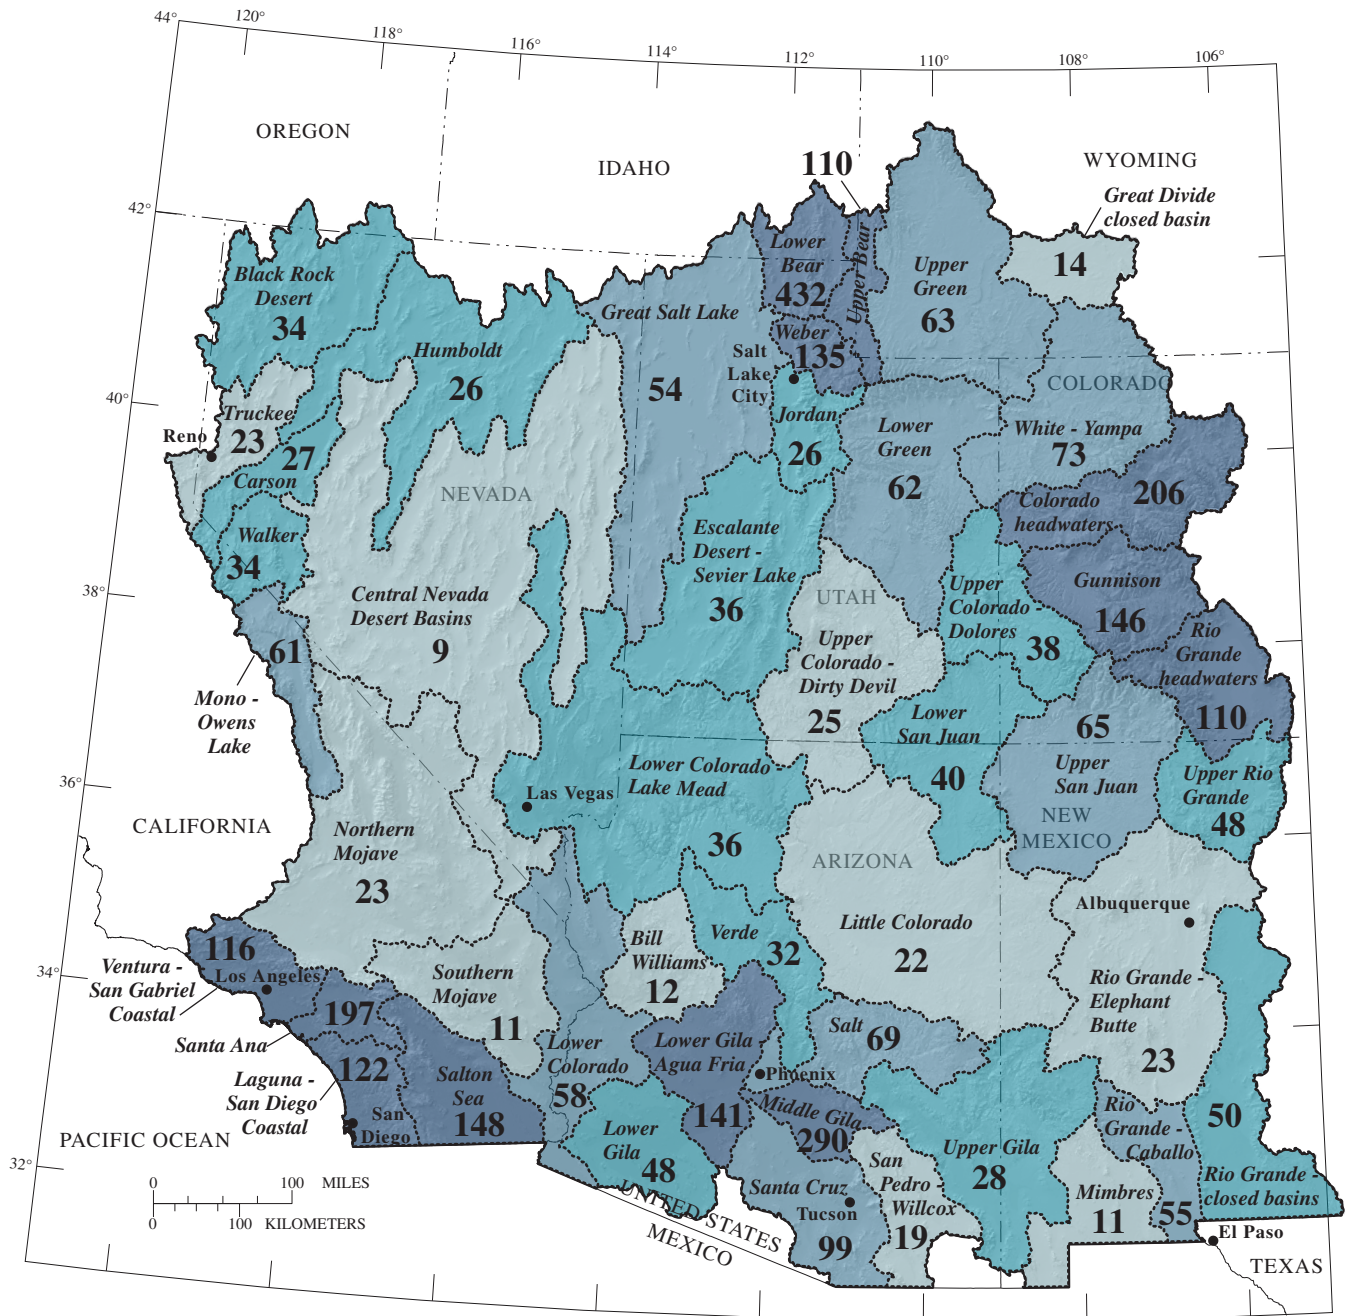 44°
120°
118°
116°
114°
112°
110°
108°
106°
OREGON
IDAHO
WYOMING
110
Great Divide
closed basin
14
42°
Black Rock
Desert
34
Humboldt
26
Great Salt Lake
54
Lower
Bear
432
Upper Bear
Weber
135
Upper
Green
63
Salt
Lake
City
COLORADO
40°
Truckee
23
Reno
27
Carson
NEVADA
Jordan
26
Lower
Green
62
White - Yampa
73
Colorado
headwaters
206
Walker
34
Escalante
Desert -
Sevier Lake
36
38°
Central Nevada
Desert Basins
9
UTAH
Upper
Colorado -
Dolores
38
Gunnison
146
Rio
Grande
headwaters
110
61
Mono -
Owens
Lake
Upper
Colorado -
Dirty Devil
25
Lower
San Juan
40
65
Upper
San Juan
Upper Rio
Grande
48
36°
Las Vegas
Lower Colorado -
Lake Mead
36
CALIFORNIA
Northern
Mojave
23
NEW
MEXICO
ARIZONA
Albuquerque
Little Colorado
22
Verde
32
Bill
Williams
12
34°
116
Los Angeles
Ventura -
San Gabriel
Coastal
Southern
Mojave
11
Rio Grande -
Elephant
Butte
23
197
Santa Ana
122
Laguna -
San Diego
Coastal
Salton
Sea
148
San
Diego
Lower
Colorado
58
Lower Gila -
Agua Fria
141
Salt
69
Phoenix
Middle Gila
290
Rio
Grande -
Caballo
55
50
Rio Grande -
closed basins
PACIFIC OCEAN
32°
Lower
Gila
48
Upper Gila
28
San
Pedro
Willcox
19
Mimbres
11
Santa Cruz
Tucson
99
El Paso
TEXAS
UNITED STATES
MEXICO
0 100 MILES
0 100 KILOMETERS